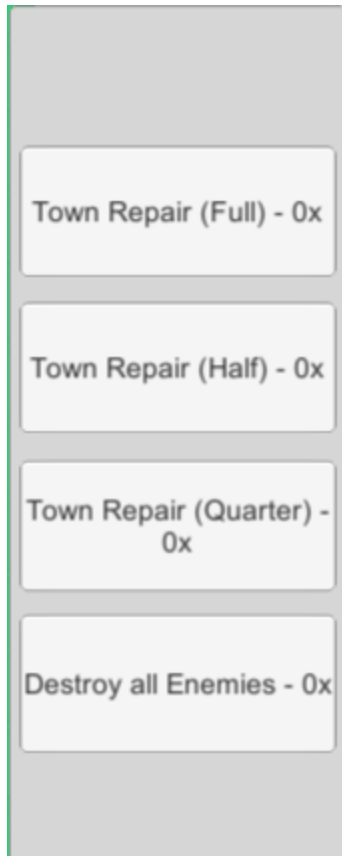 Town Repair (Full) - 0x
Town Repair (Half) - 0x
Town Repair (Quarter) -
0x
Destroy all Enemies - 0x